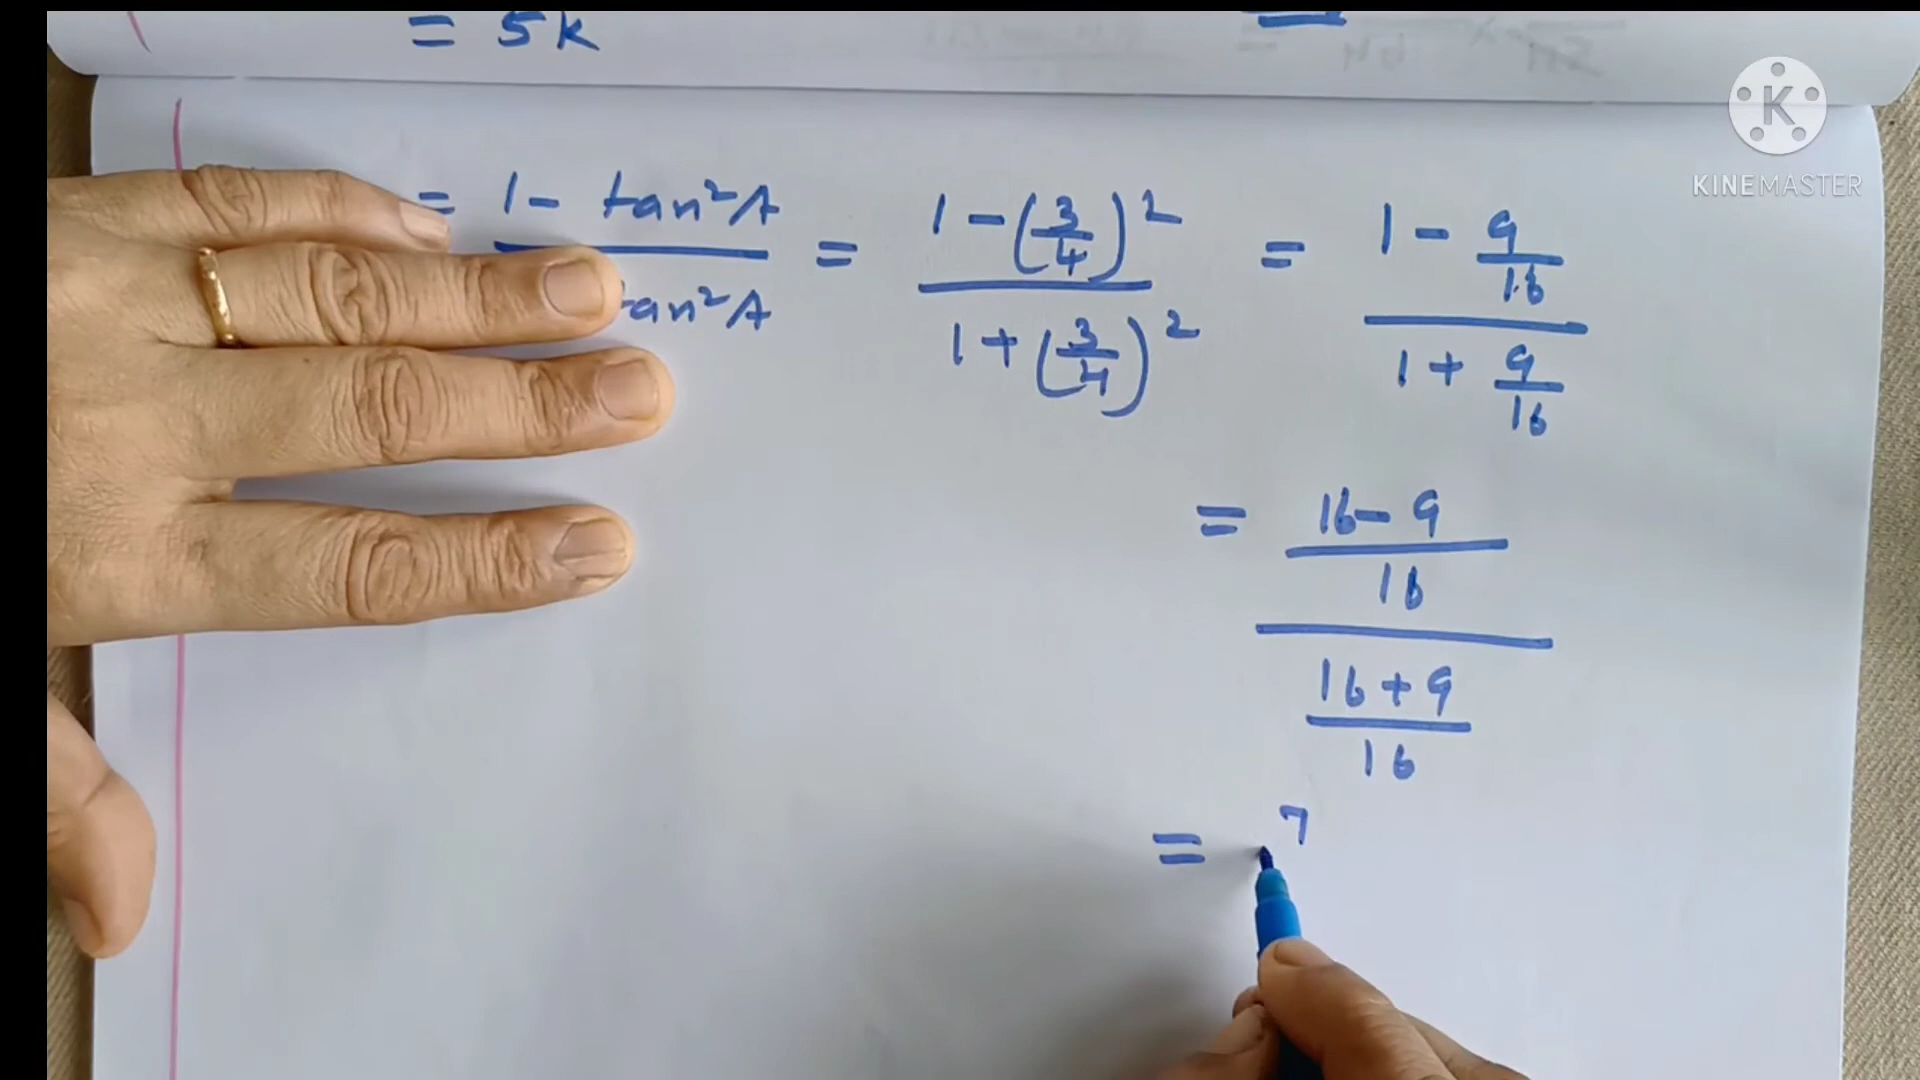 = 5k
K
KINEMASTER
= 1 - tan²A / tan²A = 1 - (3/4)² / 1 + (3/4)² = 1 - 9/16 / 1 + 9/16
= 16 - 9 / 16 / 16 + 9 / 16
= 7